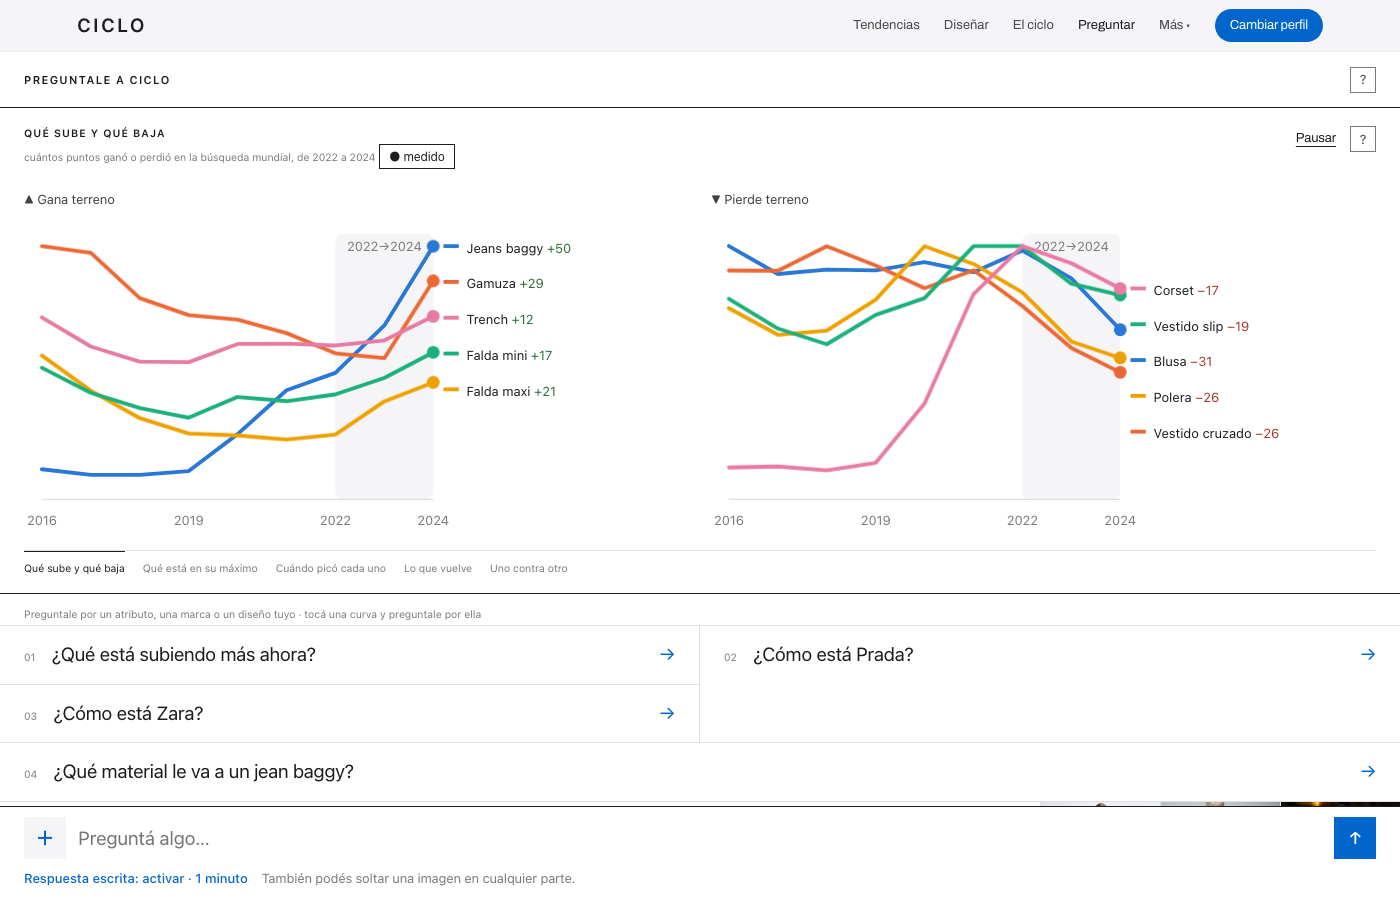 CICLO
Tendencias Diseñar El ciclo Preguntar Más Cambiar perfil
PREGUNTALE A CICLO ?
QUÉ SUBE Y QUÉ BAJA
Pausar ?
cuántos puntos ganó o perdió en la búsqueda mundial, de 2022 a 2024 ● medido
▲ Gana terreno
2022→2024
Jeans baggy +50
Gamuza +29
Trench +12
Falda mini +17
Falda maxi +21
2016 2019 2022 2024
▼ Pierde terreno
2022→2024
Corset −17
Vestido slip −19
Blusa −31
Polera −26
Vestido cruzado −26
2016 2019 2022 2024
Qué sube y qué baja Qué está en su máximo Cuándo picó cada uno Lo que vuelve Uno contra otro
Preguntale por un atributo, una marca o un diseño tuyo · tocá una curva y preguntale por ella
01 ¿Qué está subiendo más ahora? →
02 ¿Cómo está Prada? →
03 ¿Cómo está Zara? →
04 ¿Qué material le va a un jean baggy? →
+ Preguntá algo... ↑
Respuesta escrita: activar · 1 minuto También podés soltar una imagen en cualquier parte.